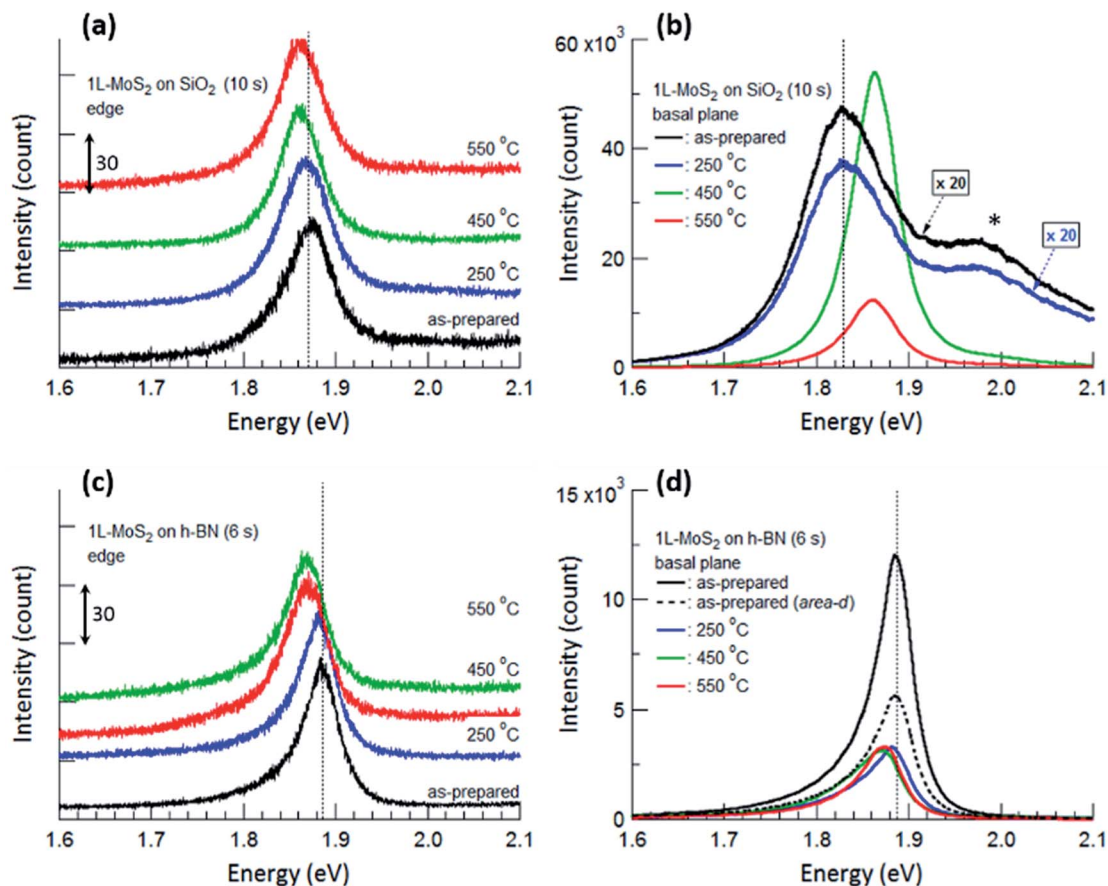 (a)
1L-MoS₂ on SiO₂ (10 s)
edge
30
550 °C
450 °C
250 °C
as-prepared
Intensity (count)
1.6 1.7 1.8 1.9 2.0 2.1
Energy (eV)
(b)
60 x10³
40
20
0
1L-MoS₂ on SiO₂ (10 s)
basal plane
: as-prepared
: 250 °C
: 450 °C
: 550 °C
x 20
*
x 20
Intensity (count)
1.6 1.7 1.8 1.9 2.0 2.1
Energy (eV)
(c)
1L-MoS₂ on h-BN (6 s)
edge
30
550 °C
450 °C
250 °C
as-prepared
Intensity (count)
1.6 1.7 1.8 1.9 2.0 2.1
Energy (eV)
(d)
15 x10³
10
5
0
1L-MoS₂ on h-BN (6 s)
basal plane
: as-prepared
: as-prepared (area-d)
: 250 °C
: 450 °C
: 550 °C
Intensity (count)
1.6 1.7 1.8 1.9 2.0 2.1
Energy (eV)